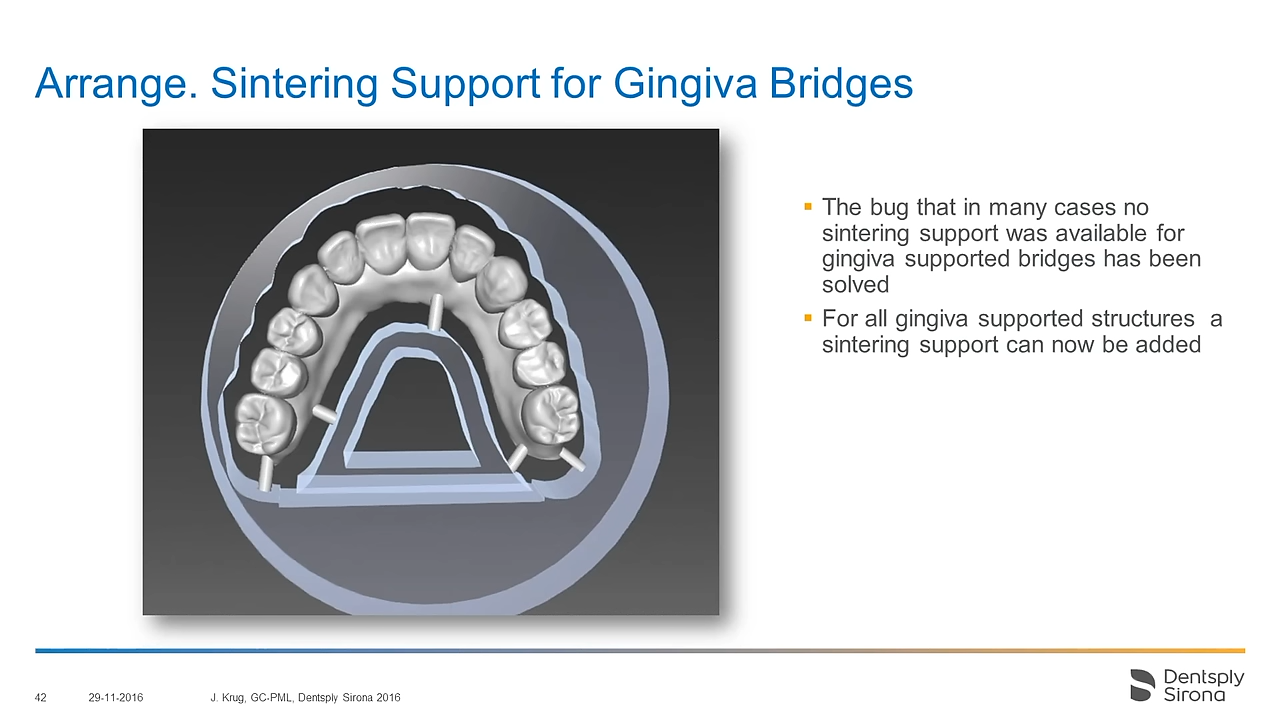 Arrange. Sintering Support for Gingiva Bridges
▪ The bug that in many cases no
sintering support was available for
gingiva supported bridges has been
solved
▪ For all gingiva supported structures a
sintering support can now be added
42 29-11-2016 J. Krug, GC-PML, Dentsply Sirona 2016
Dentsply
Sirona